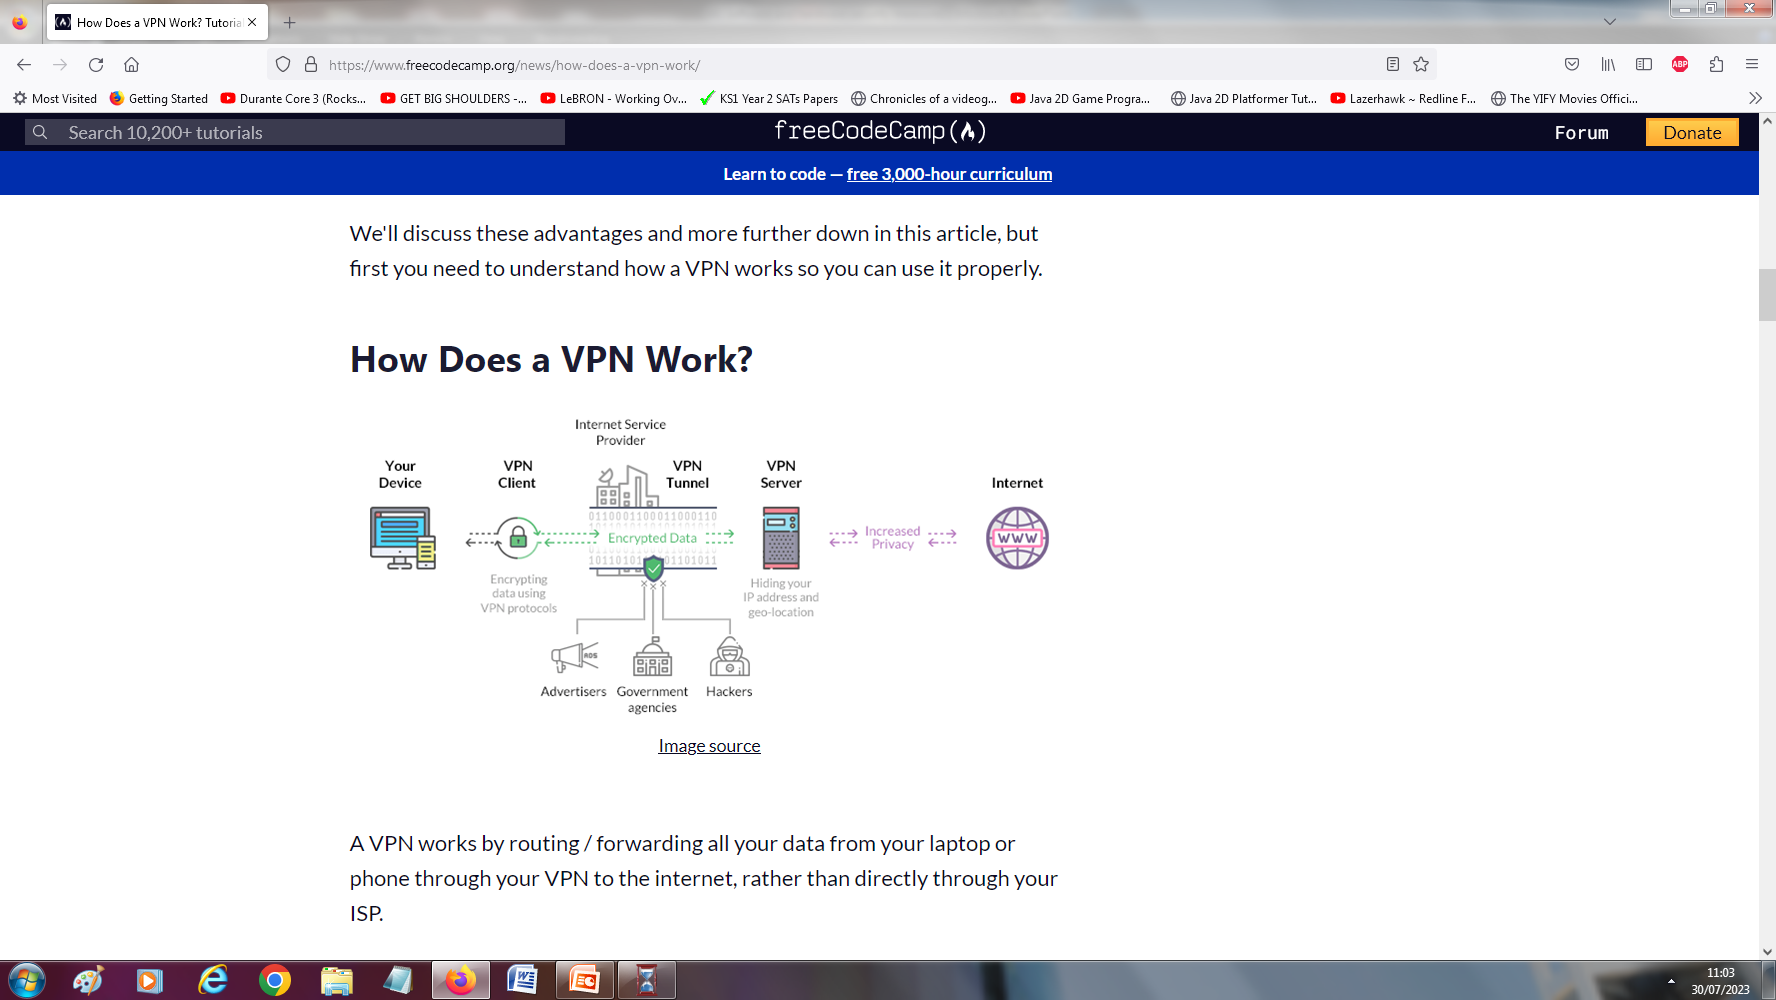 How Does a VPN Work? Tutorial
https://www.freecodecamp.org/news/how-does-a-vpn-work/
ABP
Most Visited
Getting Started
Durante Core 3 (Rocks...
GET BIG SHOULDERS -...
LeBRON - Working Ov...
KS1 Year 2 SATs Papers
Chronicles of a videog...
Java 2D Game Progra...
Java 2D Platformer Tut...
Lazerhawk ~ Redline F...
The YIFY Movies Offici...
Search 10,200+ tutorials
freeCodeCamp
Forum
Donate
Learn to code — free 3,000-hour curriculum
We'll discuss these advantages and more further down in this article, but
first you need to understand how a VPN works so you can use it properly.
How Does a VPN Work?
Internet Service
Provider
Your
Device
VPN
Client
VPN
Tunnel
VPN
Server
Internet
Encrypted Data
Increased
Privacy
WWW
Encrypting
data using
VPN protocols
Hiding your
IP address and
geo-location
ADS
Advertisers
Government
agencies
Hackers
Image source
A VPN works by routing / forwarding all your data from your laptop or
phone through your VPN to the internet, rather than directly through your
ISP.
11:03
30/07/2023